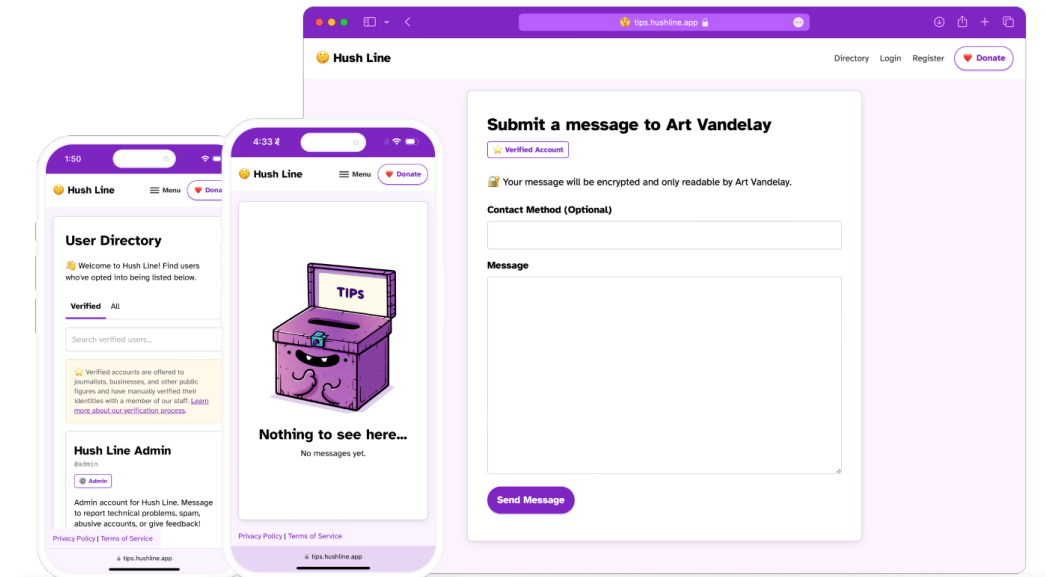 1:50
🤫 Hush Line
Menu
Dona
User Directory
👋 Welcome to Hush Line! Find users
who've opted into being listed below.
Verified All
Search verified users...
⭐ Verified accounts are offered to
journalists, businesses, and other public
figures and have manually verified their
identities with a member of our staff. Learn
more about our verification process.
Hush Line Admin
@admin
⚙️ Admin
Admin account for Hush Line. Message
to report technical problems, spam,
abusive accounts, or give feedback!
Privacy Policy | Terms of Service
tips.hushline.app
4:33
🤫 Hush Line
Menu
Donate
TIPS
Nothing to see here...
No messages yet.
Privacy Policy | Terms of Service
tips.hushline.app
tips.hushline.app
🤫 Hush Line
Directory Login Register Donate
Submit a message to Art Vandelay
⭐ Verified Account
🔐 Your message will be encrypted and only readable by Art Vandelay.
Contact Method (Optional)
Message
Send Message